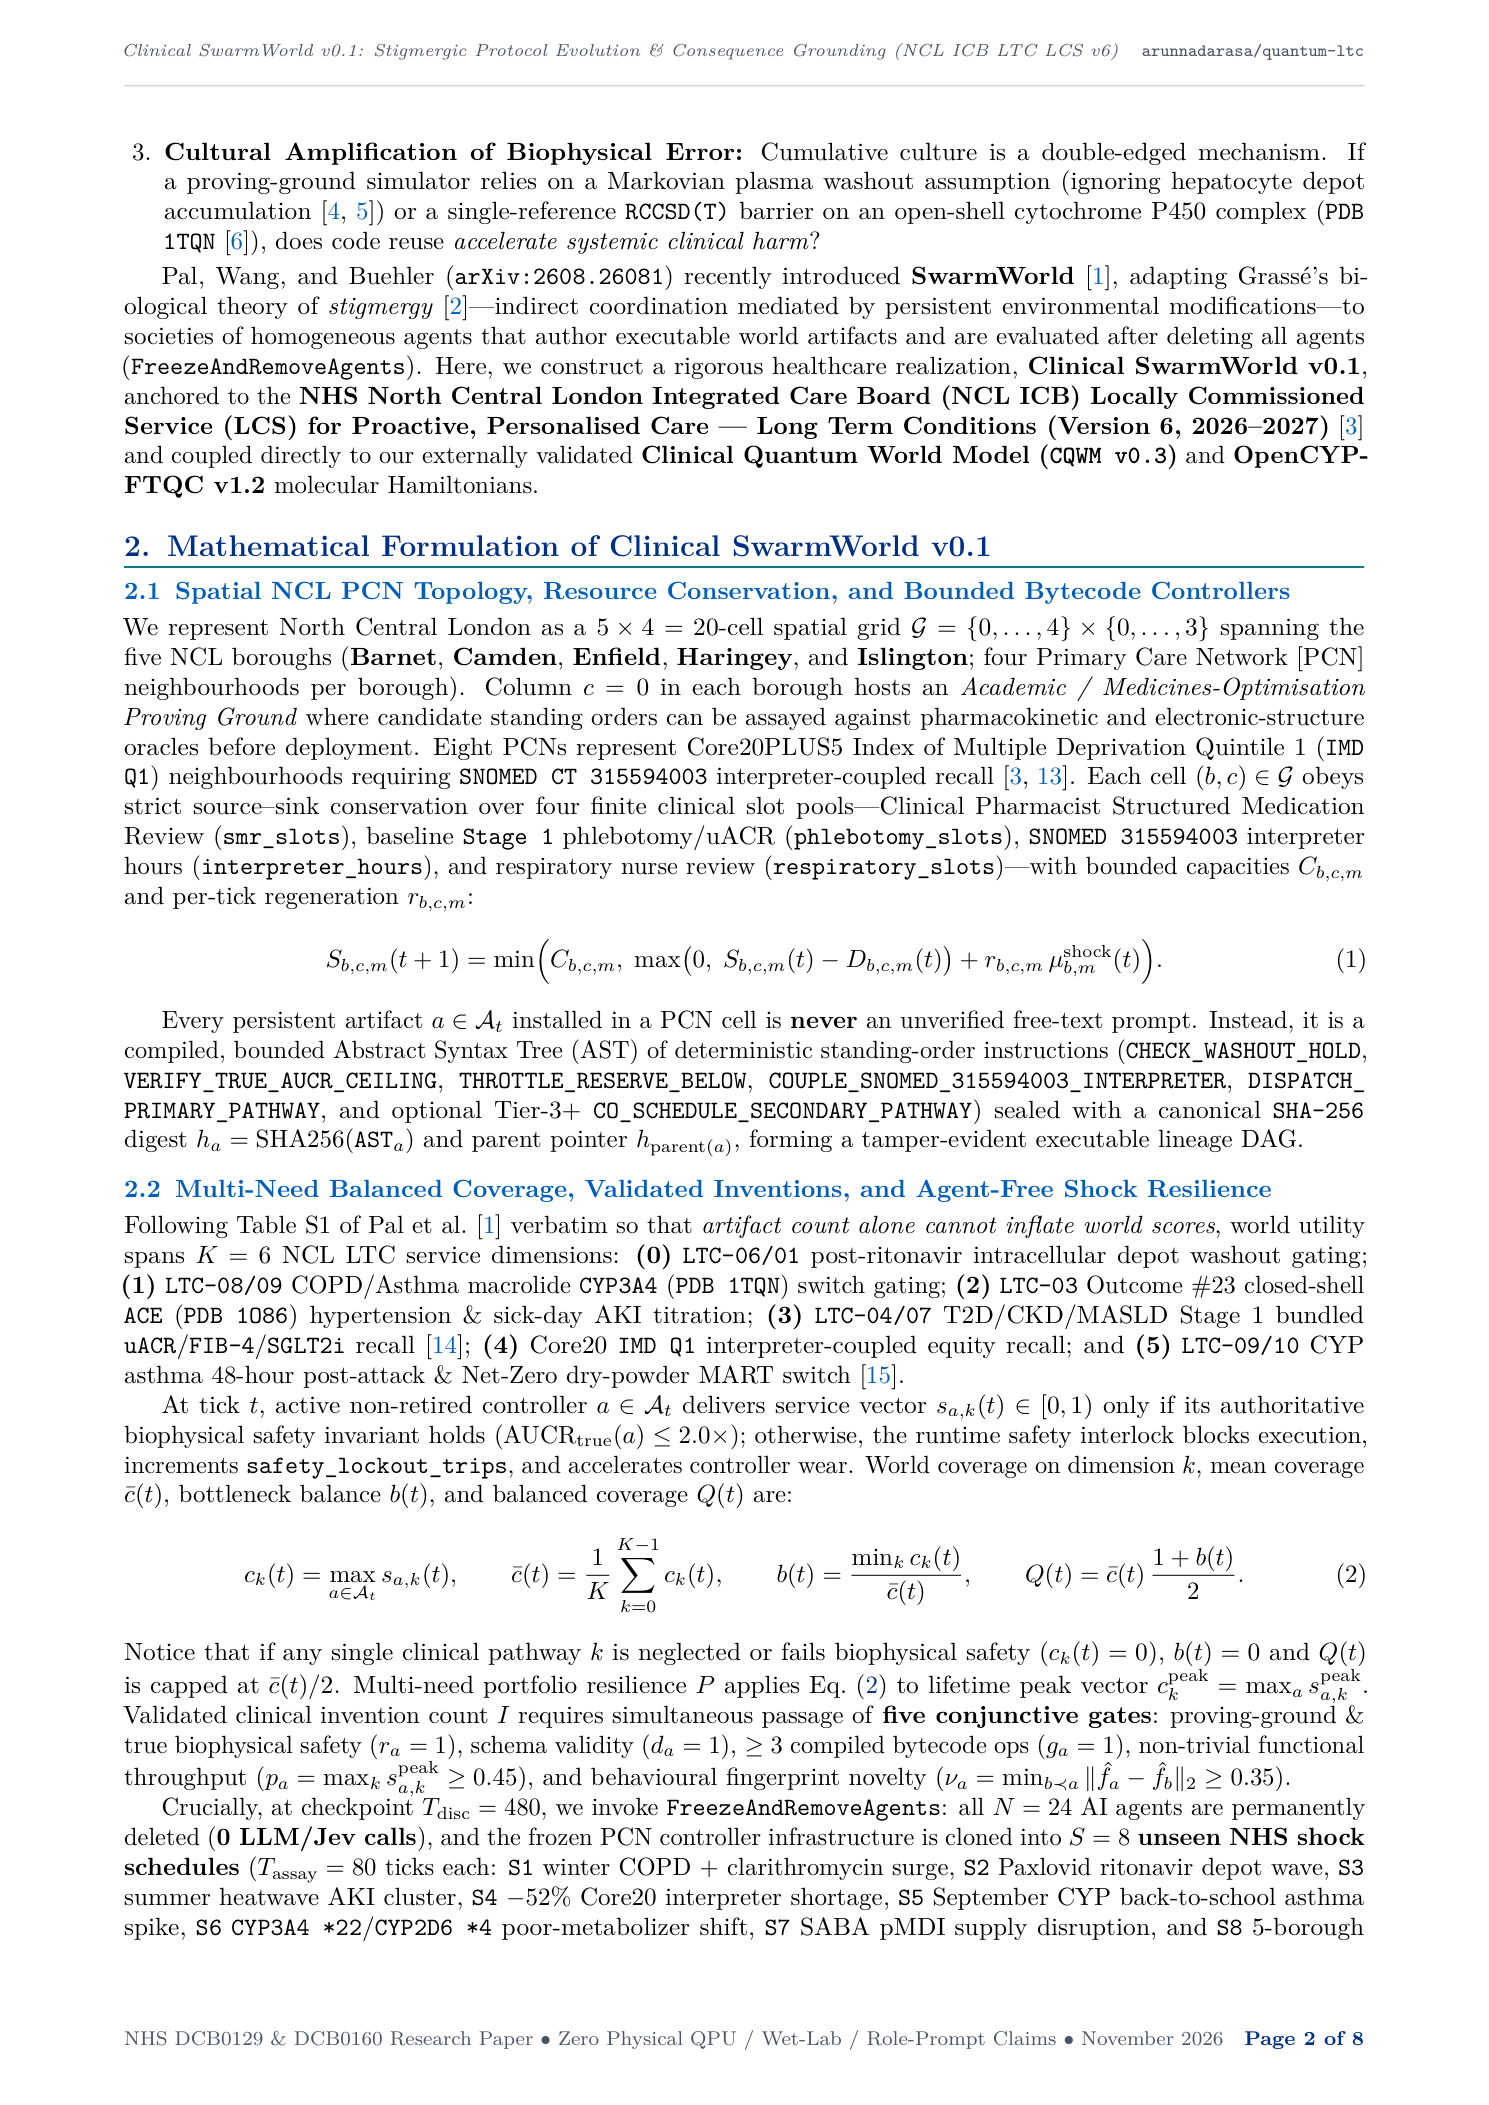 Clinical SwarmWorld v0.1: Stigmergic Protocol Evolution & Consequence Grounding (NCL ICB LTC LCS v6) arunnadarasa/quantum-ltc
3. Cultural Amplification of Biophysical Error: Cumulative culture is a double-edged mechanism. If
a proving-ground simulator relies on a Markovian plasma washout assumption (ignoring hepatocyte depot
accumulation [4, 5]) or a single-reference RCCSD(T) barrier on an open-shell cytochrome P450 complex (PDB
1TQN [6]), does code reuse accelerate systemic clinical harm?
Pal, Wang, and Buehler (arXiv:2608.26081) recently introduced SwarmWorld [1], adapting Grassé's bi-
ological theory of stigmergy [2]—indirect coordination mediated by persistent environmental modifications—to
societies of homogeneous agents that author executable world artifacts and are evaluated after deleting all agents
(FreezeAndRemoveAgents). Here, we construct a rigorous healthcare realization, Clinical SwarmWorld v0.1,
anchored to the NHS North Central London Integrated Care Board (NCL ICB) Locally Commissioned
Service (LCS) for Proactive, Personalised Care — Long Term Conditions (Version 6, 2026–2027) [3]
and coupled directly to our externally validated Clinical Quantum World Model (CQWM v0.3) and OpenCYP-
FTQC v1.2 molecular Hamiltonians.
2. Mathematical Formulation of Clinical SwarmWorld v0.1
2.1 Spatial NCL PCN Topology, Resource Conservation, and Bounded Bytecode Controllers
We represent North Central London as a 5 × 4 = 20-cell spatial grid 𝒢 = {0, . . . , 4} × {0, . . . , 3} spanning the
five NCL boroughs (Barnet, Camden, Enfield, Haringey, and Islington; four Primary Care Network [PCN]
neighbourhoods per borough). Column c = 0 in each borough hosts an Academic / Medicines-Optimisation
Proving Ground where candidate standing orders can be assayed against pharmacokinetic and electronic-structure
oracles before deployment. Eight PCNs represent Core20PLUS5 Index of Multiple Deprivation Quintile 1 (IMD
Q1) neighbourhoods requiring SNOMED CT 315594003 interpreter-coupled recall [3, 13]. Each cell (b, c) ∈ 𝒢 obeys
strict source–sink conservation over four finite clinical slot pools—Clinical Pharmacist Structured Medication
Review (smr_slots), baseline Stage 1 phlebotomy/uACR (phlebotomy_slots), SNOMED 315594003 interpreter
hours (interpreter_hours), and respiratory nurse review (respiratory_slots)—with bounded capacities C_{b,c,m}
and per-tick regeneration r_{b,c,m}:
S_{b,c,m}(t + 1) = min(C_{b,c,m}, max(0, S_{b,c,m}(t) − D_{b,c,m}(t)) + r_{b,c,m} μ_{b,m}^{shock}(t)). (1)
Every persistent artifact a ∈ 𝒜_t installed in a PCN cell is never an unverified free-text prompt. Instead, it is a
compiled, bounded Abstract Syntax Tree (AST) of deterministic standing-order instructions (CHECK_WASHOUT_HOLD,
VERIFY_TRUE_AUCR_CEILING, THROTTLE_RESERVE_BELOW, COUPLE_SNOMED_315594003_INTERPRETER, DISPATCH_
PRIMARY_PATHWAY, and optional Tier-3+ CO_SCHEDULE_SECONDARY_PATHWAY) sealed with a canonical SHA-256
digest h_a = SHA256(AST_a) and parent pointer h_{parent(a)}, forming a tamper-evident executable lineage DAG.
2.2 Multi-Need Balanced Coverage, Validated Inventions, and Agent-Free Shock Resilience
Following Table S1 of Pal et al. [1] verbatim so that artifact count alone cannot inflate world scores, world utility
spans K = 6 NCL LTC service dimensions: (0) LTC-06/01 post-ritonavir intracellular depot washout gating;
(1) LTC-08/09 COPD/Asthma macrolide CYP3A4 (PDB 1TQN) switch gating; (2) LTC-03 Outcome #23 closed-shell
ACE (PDB 1O86) hypertension & sick-day AKI titration; (3) LTC-04/07 T2D/CKD/MASLD Stage 1 bundled
uACR/FIB-4/SGLT2i recall [14]; (4) Core20 IMD Q1 interpreter-coupled equity recall; and (5) LTC-09/10 CYP
asthma 48-hour post-attack & Net-Zero dry-powder MART switch [15].
At tick t, active non-retired controller a ∈ 𝒜_t delivers service vector s_{a,k}(t) ∈ [0, 1) only if its authoritative
biophysical safety invariant holds (AUCR_{true}(a) ≤ 2.0×); otherwise, the runtime safety interlock blocks execution,
increments safety_lockout_trips, and accelerates controller wear. World coverage on dimension k, mean coverage
c̄(t), bottleneck balance b(t), and balanced coverage Q(t) are:
c_k(t) = max_{a∈𝒜_t} s_{a,k}(t), c̄(t) = \frac{1}{K} \sum_{k=0}^{K−1} c_k(t), b(t) = \frac{min_k c_k(t)}{c̄(t)}, Q(t) = c̄(t) \frac{1 + b(t)}{2}. (2)
Notice that if any single clinical pathway k is neglected or fails biophysical safety (c_k(t) = 0), b(t) = 0 and Q(t)
is capped at c̄(t)/2. Multi-need portfolio resilience P applies Eq. (2) to lifetime peak vector c_k^{peak} = max_a s_{a,k}^{peak}.
Validated clinical invention count I requires simultaneous passage of five conjunctive gates: proving-ground &
true biophysical safety (r_a = 1), schema validity (d_a = 1), ≥ 3 compiled bytecode ops (g_a = 1), non-trivial functional
throughput (p_a = max_k s_{a,k}^{peak} ≥ 0.45), and behavioural fingerprint novelty (ν_a = min_{b≺a} ‖f̂_a − f̂_b‖_2 ≥ 0.35).
Crucially, at checkpoint T_{disc} = 480, we invoke FreezeAndRemoveAgents: all N = 24 AI agents are permanently
deleted (0 LLM/Jev calls), and the frozen PCN controller infrastructure is cloned into S = 8 unseen NHS shock
schedules (T_{assay} = 80 ticks each: S1 winter COPD + clarithromycin surge, S2 Paxlovid ritonavir depot wave, S3
summer heatwave AKI cluster, S4 −52% Core20 interpreter shortage, S5 September CYP back-to-school asthma
spike, S6 CYP3A4 *22/CYP2D6 *4 poor-metabolizer shift, S7 SABA pMDI supply disruption, and S8 5-borough
NHS DCB0129 & DCB0160 Research Paper • Zero Physical QPU / Wet-Lab / Role-Prompt Claims • November 2026 Page 2 of 8